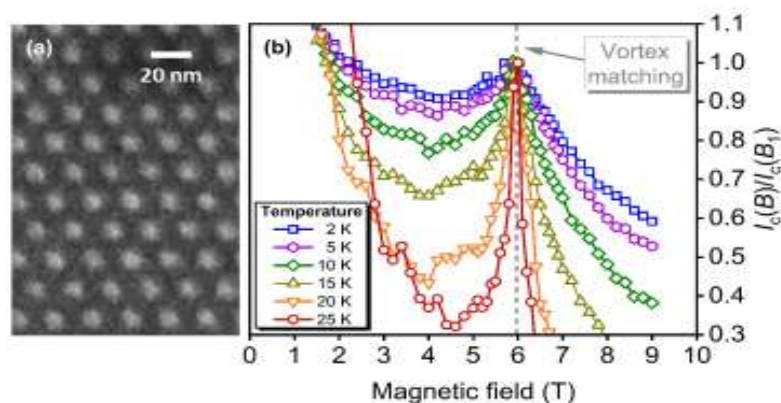 (a)
20 nm
(b)
Vortex
matching
Temperature
2 K
5 K
10 K
15 K
20 K
25 K
1.1
1.0
0.9
0.8
0.7
0.6
0.5
0.4
0.3
0 1 2 3 4 5 6 7 8 9 10
Magnetic field (T)
Ic(B)/Ic(B1)